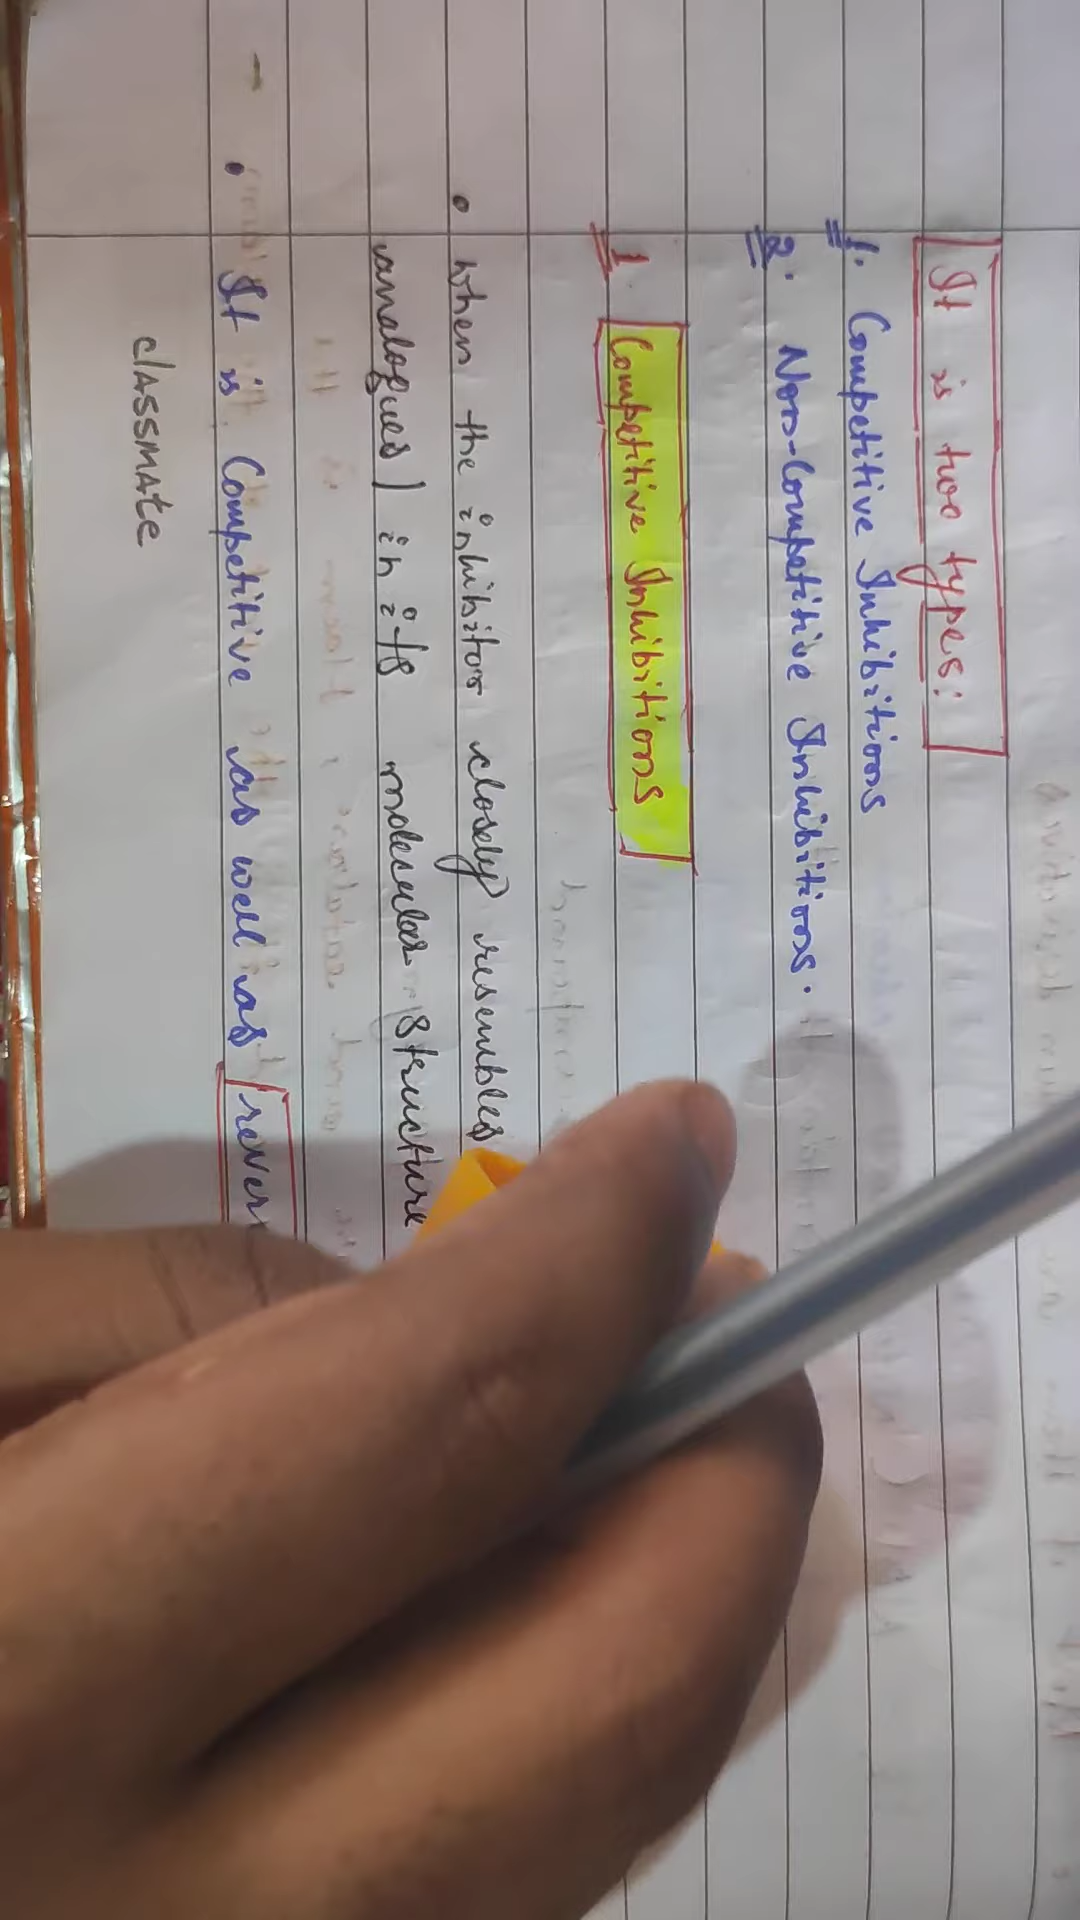 It is two types:
1. Competitive Inhibitions
2. Non-Competitive Inhibitions.
1. Competitive Inhibitions
• When the inhibitor closely resembles
analogues) in its molecular structure
• It is Competitive as well as rever
classmate